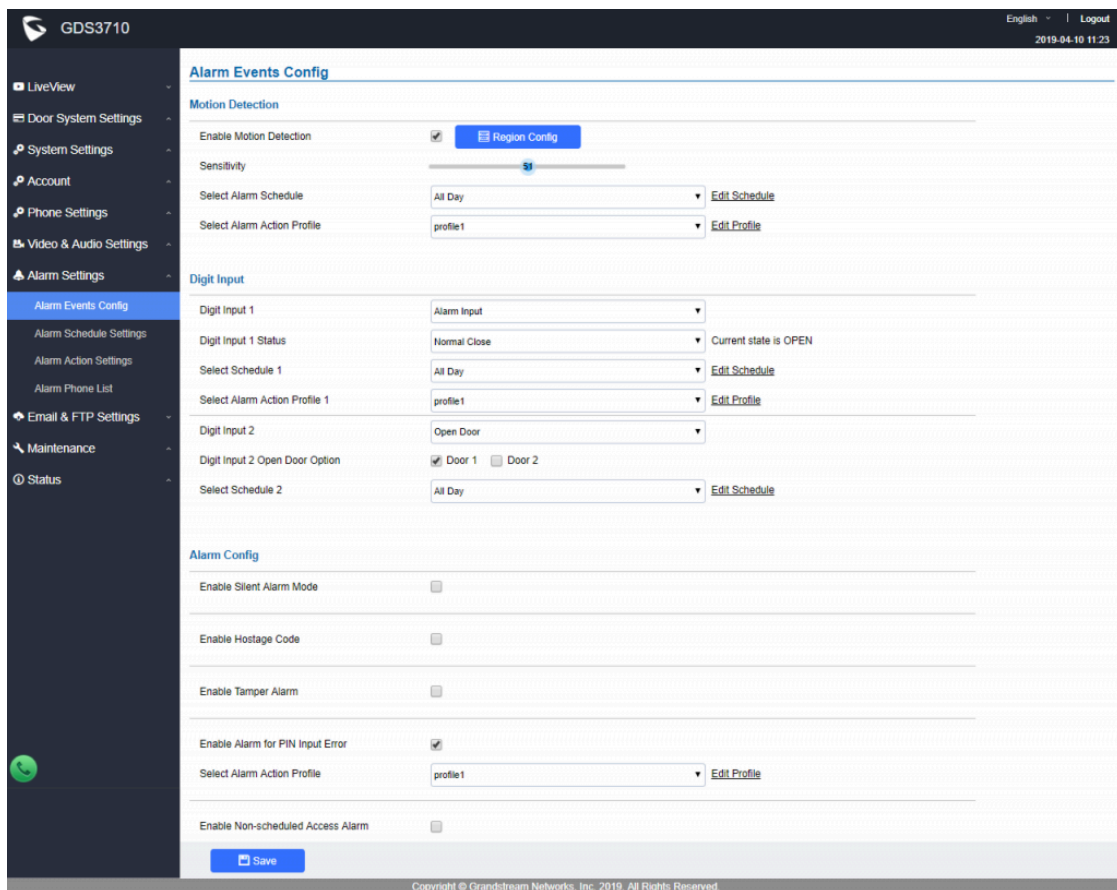 GDS3710
English | Logout
2019-04-10 11:23
LiveView
Door System Settings
System Settings
Account
Phone Settings
Video & Audio Settings
Alarm Settings
Alarm Events Config
Alarm Schedule Settings
Alarm Action Settings
Alarm Phone List
Email & FTP Settings
Maintenance
Status
Alarm Events Config
Motion Detection
Enable Motion Detection Region Config
Sensitivity 51
Select Alarm Schedule All Day Edit Schedule
Select Alarm Action Profile profile1 Edit Profile
Digit Input
Digit Input 1 Alarm Input
Digit Input 1 Status Normal Close Current state is OPEN
Select Schedule 1 All Day Edit Schedule
Select Alarm Action Profile 1 profile1 Edit Profile
Digit Input 2 Open Door
Digit Input 2 Open Door Option Door 1 Door 2
Select Schedule 2 All Day Edit Schedule
Alarm Config
Enable Silent Alarm Mode
Enable Hostage Code
Enable Tamper Alarm
Enable Alarm for PIN Input Error
Select Alarm Action Profile profile1 Edit Profile
Enable Non-scheduled Access Alarm
Save
Copyright © Grandstream Networks, Inc. 2019. All Rights Reserved.